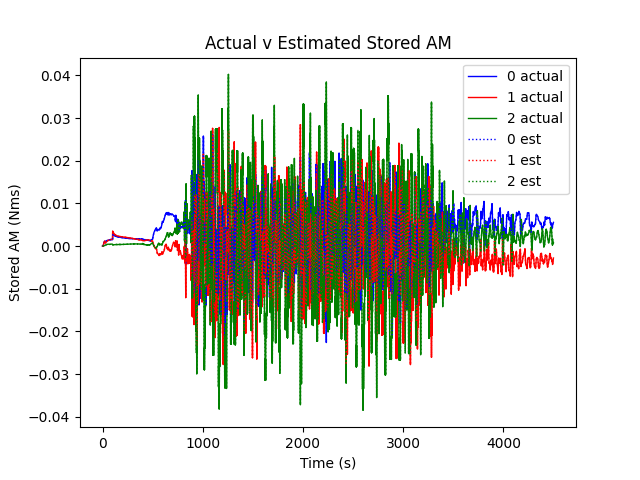 Actual v Estimated Stored AM
Stored AM (Nms)
0.04
0.03
0.02
0.01
0.00
−0.01
−0.02
−0.03
−0.04
0 actual
1 actual
2 actual
0 est
1 est
2 est
0 1000 2000 3000 4000
Time (s)